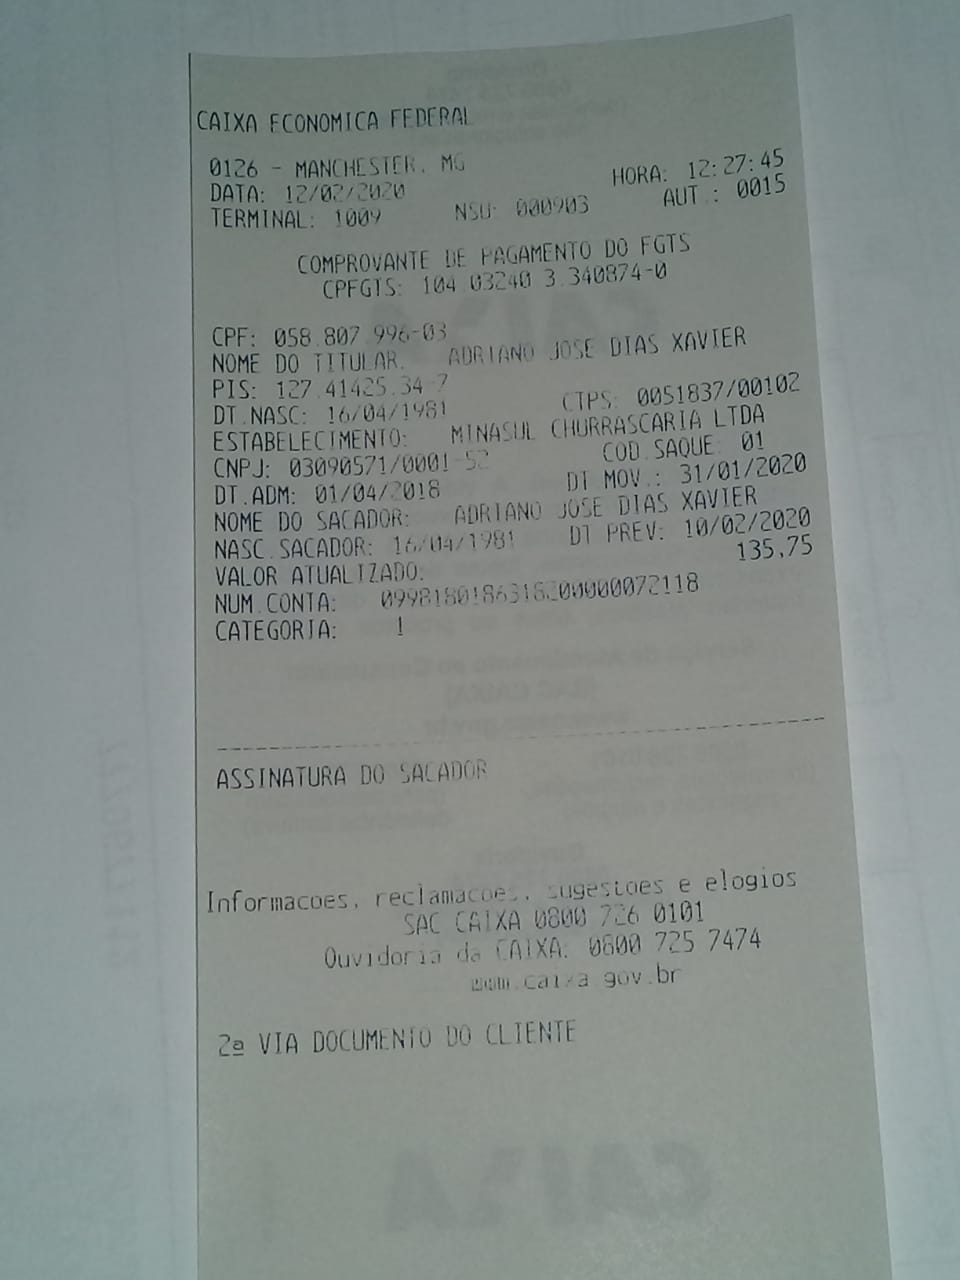 CAIXA ECONOMICA FEDERAL
0126 - MANCHESTER, MG
HORA: 12:27:45
DATA: 12/02/2020
AUT.: 0015
TERMINAL: 1009 NSU: 000903
COMPROVANTE DE PAGAMENTO DO FGTS
CPFGTS: 104.03240 3.340874-0
CPF: 058.807.996-03
NOME DO TITULAR: ADRIANO JOSE DIAS XAVIER
PIS: 127.41425.34-7
DT.NASC: 16/04/1981 CTPS: 0051837/00102
ESTABELECIMENTO: MINASUL CHURRASCARIA LTDA
CNPJ: 03090571/0001-52 COD.SAQUE: 01
DT.ADM: 01/04/2018 DT MOV.: 31/01/2020
NOME DO SACADOR: ADRIANO JOSE DIAS XAVIER
NASC.SACADOR: 16/04/1981 DT PREV: 10/02/2020
VALOR ATUALIZADO: 135,75
NUM.CONTA: 0998180186318200000072118
CATEGORIA: 1
ASSINATURA DO SACADOR
Informacoes, reclamacoes, sugestoes e elogios
SAC CAIXA 0800 726 0101
Ouvidoria da CAIXA: 0800 725 7474
www.caixa.gov.br
2ª VIA DOCUMENTO DO CLIENTE
CAIXA